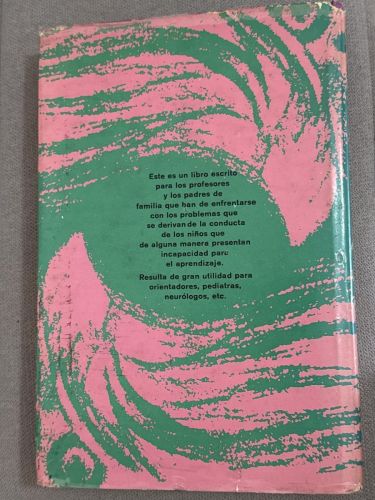 Este es un libro escrito
para los profesores
y los padres de
familia que han de enfrentarse
con los problemas que
se derivan de la conducta
de los niños que
de alguna manera presentan
incapacidad para
el aprendizaje.
Resulta de gran utilidad para
orientadores, pediatras,
neurólogos, etc.